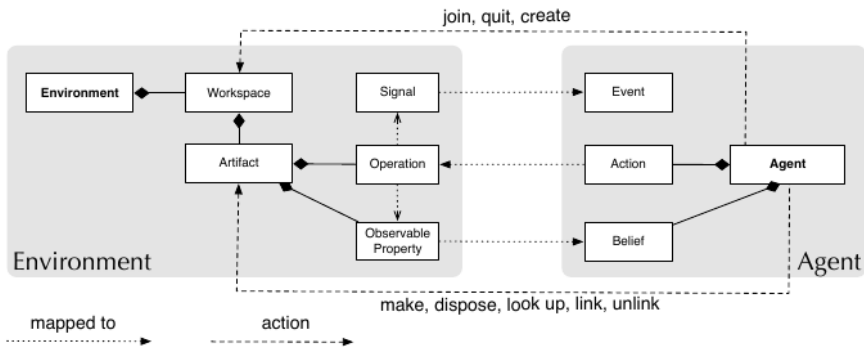 join, quit, create
Environment
Workspace
Signal
Event
Artifact
Operation
Action
Agent
Observable
Property
Belief
Environment
Agent
make, dispose, look up, link, unlink
mapped to
action